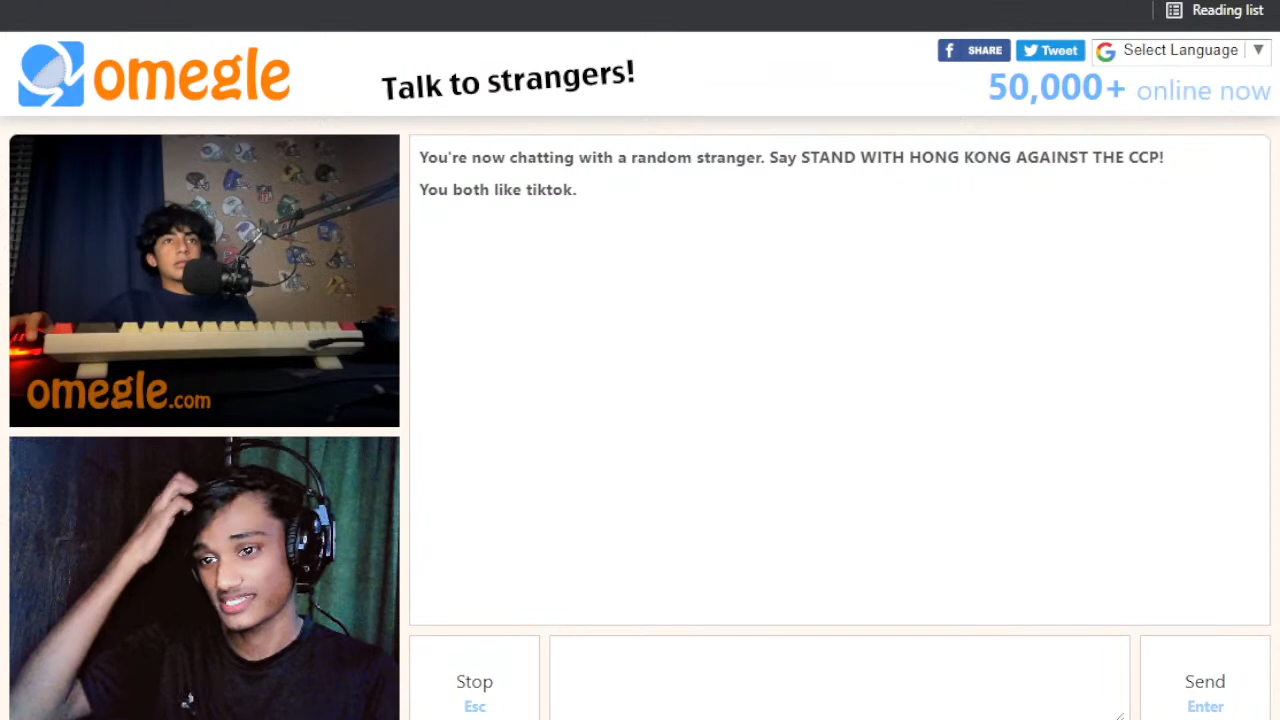 Reading list
omegle
Talk to strangers!
f SHARE
Tweet
Select Language ▼
50,000+ online now
You're now chatting with a random stranger. Say STAND WITH HONG KONG AGAINST THE CCP!
You both like tiktok.
omegle.com
Stop
Esc
Send
Enter